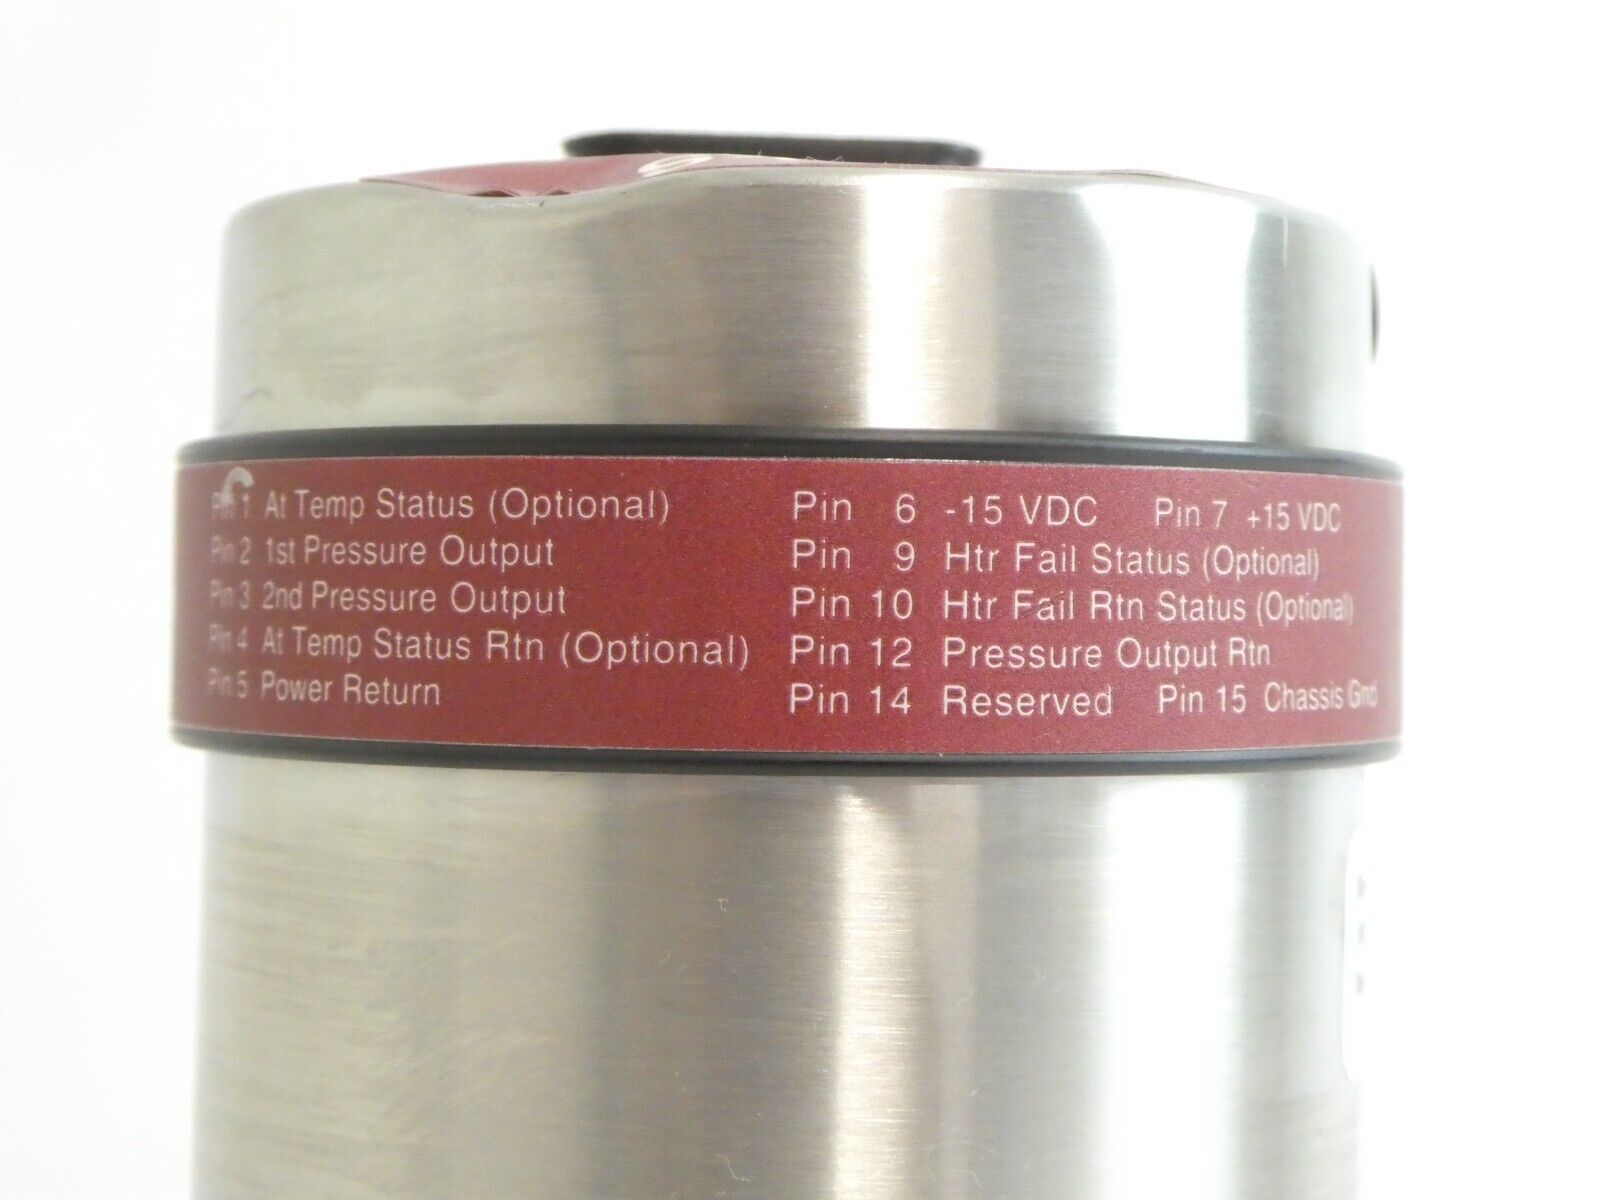 Pin 1 At Temp Status (Optional)
Pin 2 1st Pressure Output
Pin 3 2nd Pressure Output
Pin 4 At Temp Status Rtn (Optional)
Pin 5 Power Return
Pin 6 -15 VDC Pin 7 +15 VDC
Pin 9 Htr Fail Status (Optional)
Pin 10 Htr Fail Rtn Status (Optional)
Pin 12 Pressure Output Rtn
Pin 14 Reserved Pin 15 Chassis Gnd